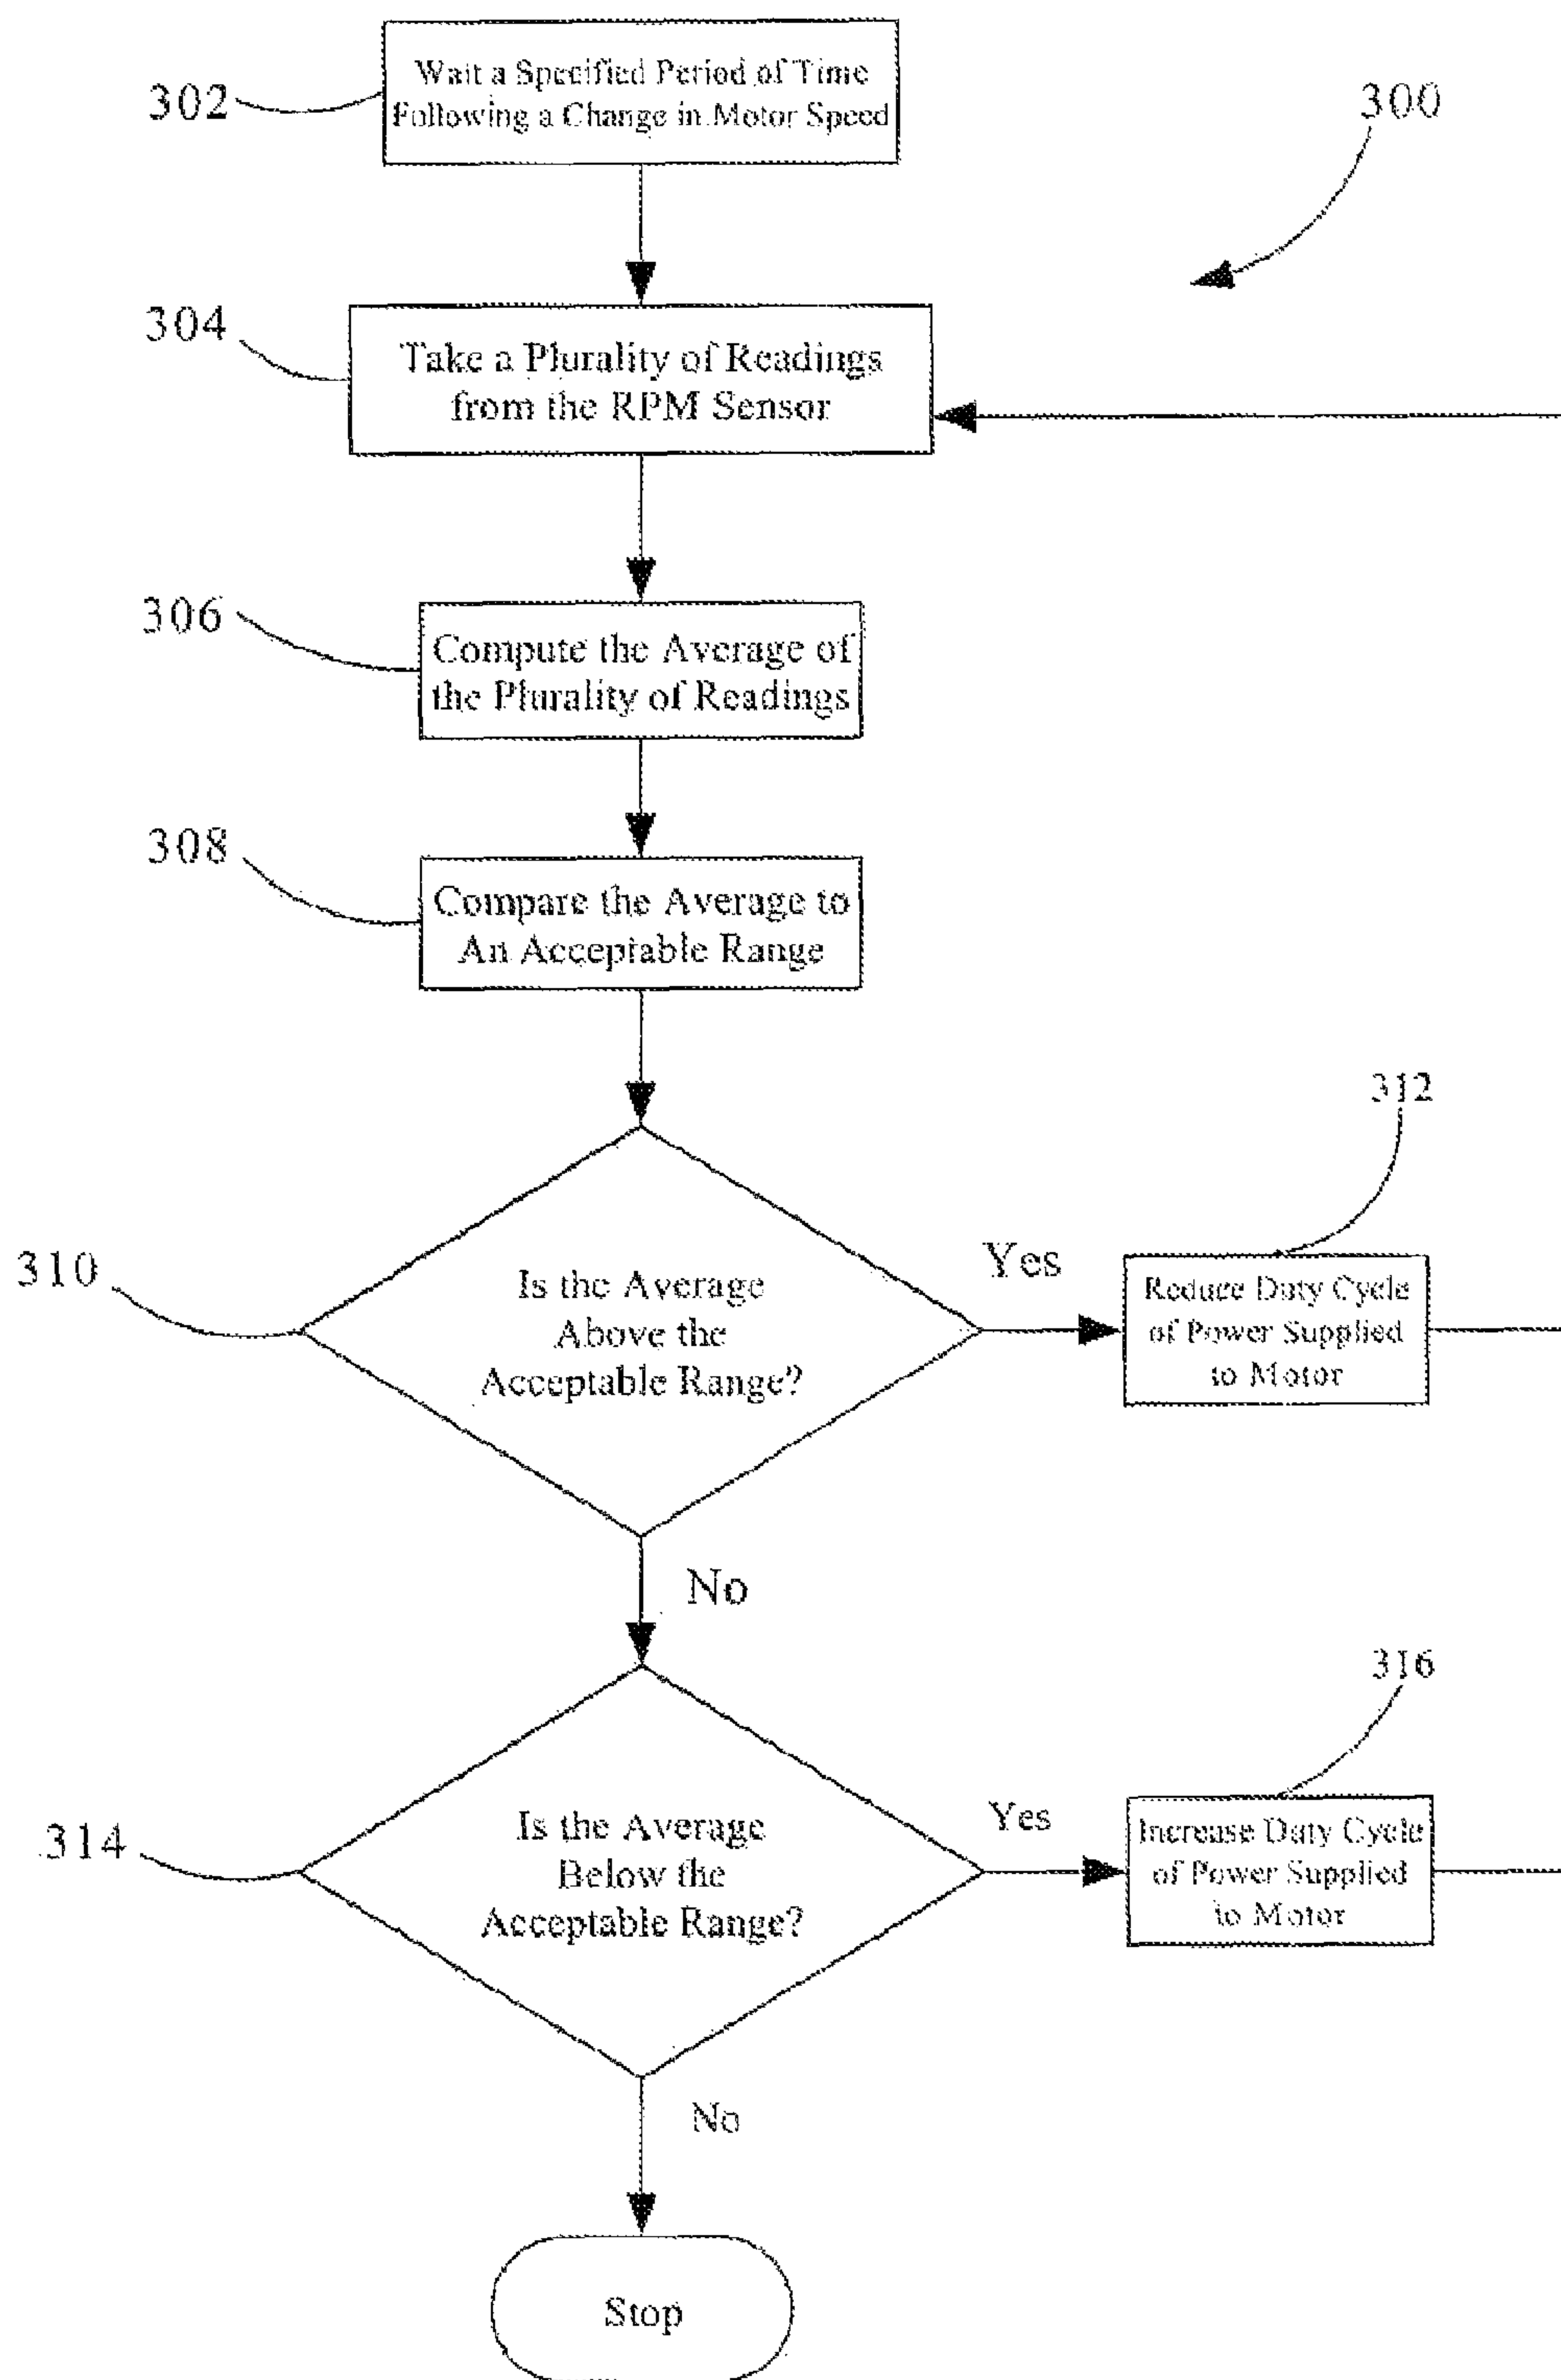 Wait a Specified Period of Time
302
Following a Change in Motor Speed
300
304
Take a Plurality of Readings
from the RPM Sensor
306
Compute the Average of
the Plurality of Readings
308
Compare the Average to
An Acceptable Range
312
310
Is the Average
Above the
Acceptable Range?
Yes
Reduce Duty Cycle
of Power Supplied
to Motor
No
316
314
Is the Average
Below the
Acceptable Range?
Yes
Increase Duty Cycle
of Power Supplied
to Motor
No
Stop